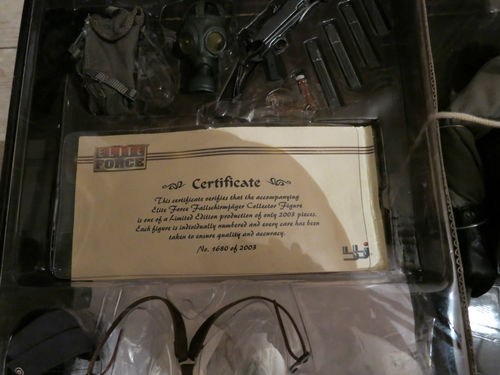 ELITE
FORCE
Certificate
This certificate verifies that the accompanying
Elite Force Fallschirmjäger Collector Figure
is one of a Limited Edition production of only 2003 pieces.
Each figure is individually numbered and every care has been
taken to ensure quality and accuracy.
No. 1680 of 2003